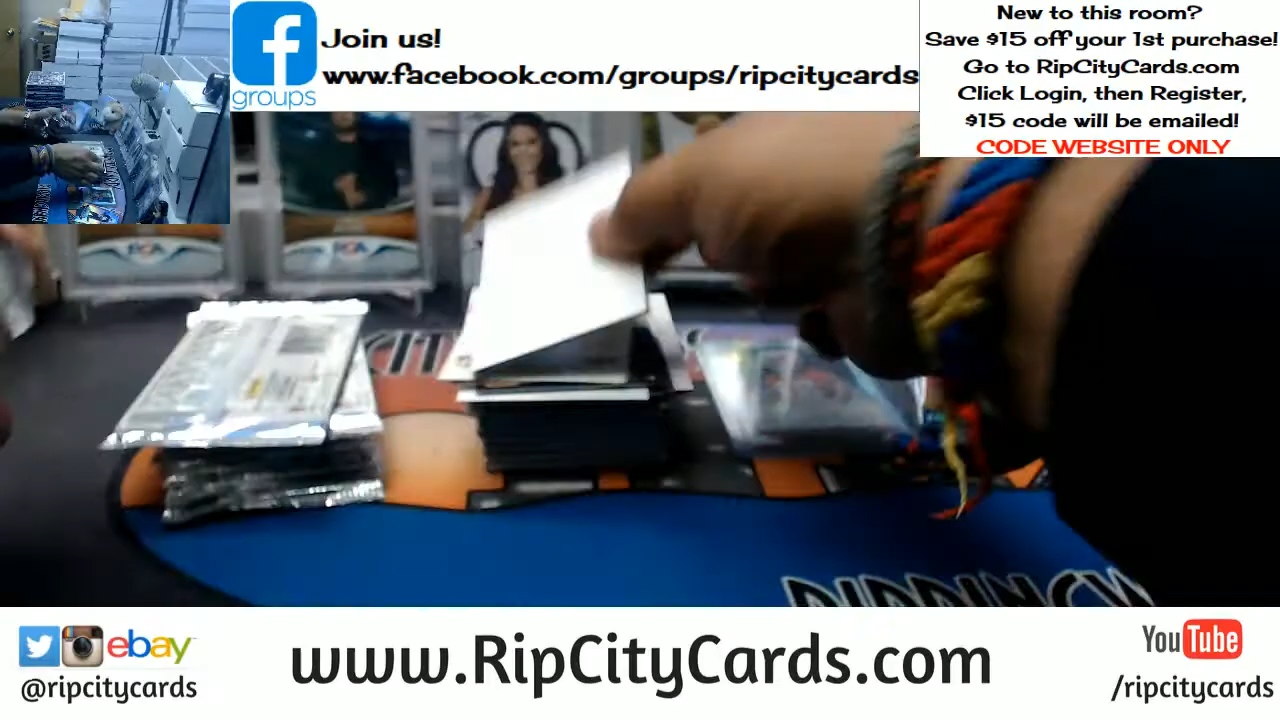 groups
Join us!
www.facebook.com/groups/ripcitycards
New to this room?
Save $15 off your 1st purchase!
Go to RipCityCards.com
Click Login, then Register,
$15 code will be emailed!
CODE WEBSITE ONLY
ebay
@ripcitycards
www.RipCityCards.com
YouTube
/ripcitycards